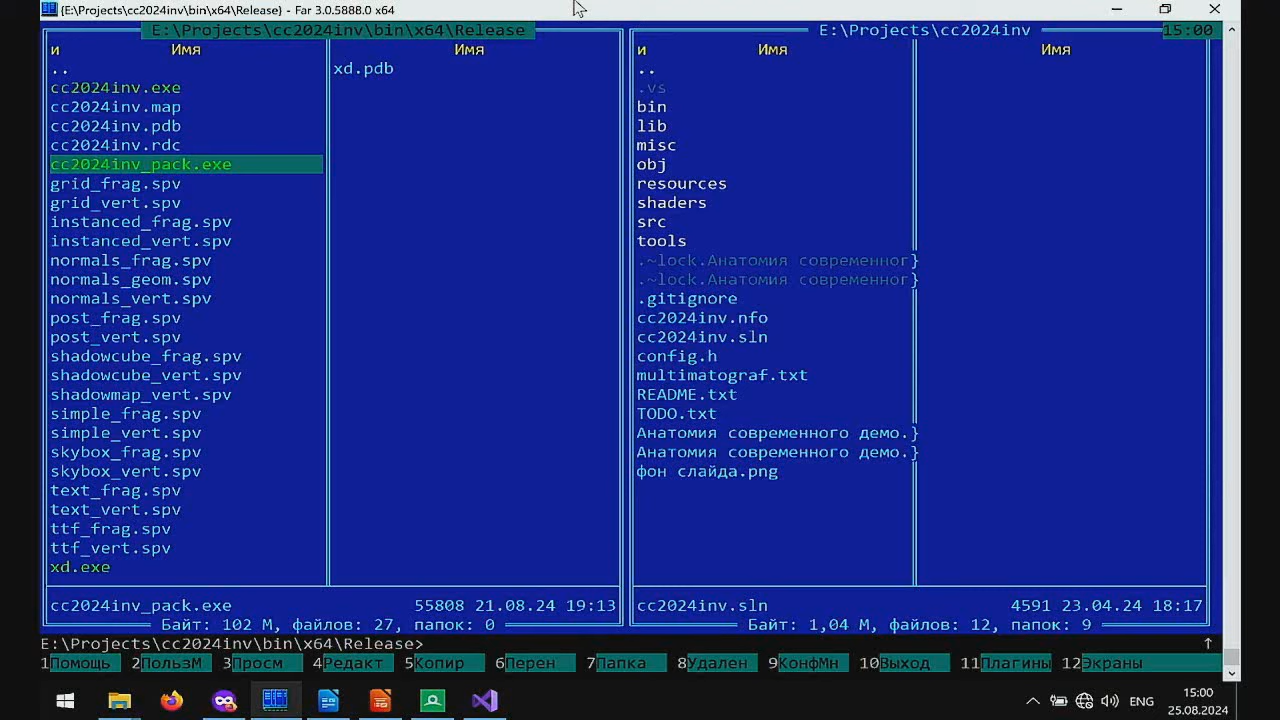 {E:\Projects\cc2024inv\bin\x64\Release} - Far 3.0.5888.0 x64
E:\Projects\cc2024inv\bin\x64\Release
и Имя Имя
..
cc2024inv.exe
cc2024inv.map
cc2024inv.pdb
cc2024inv.rdc
cc2024inv_pack.exe
grid_frag.spv
grid_vert.spv
instanced_frag.spv
instanced_vert.spv
normals_frag.spv
normals_geom.spv
normals_vert.spv
post_frag.spv
post_vert.spv
shadowcube_frag.spv
shadowcube_vert.spv
shadowmap_vert.spv
simple_frag.spv
simple_vert.spv
skybox_frag.spv
skybox_vert.spv
text_frag.spv
text_vert.spv
ttf_frag.spv
ttf_vert.spv
xd.exe
xd.pdb
cc2024inv_pack.exe 55808 21.08.24 19:13
Байт: 102 М, файлов: 27, папок: 0
E:\Projects\cc2024inv 15:00
и Имя Имя
..
.vs
bin
lib
misc
obj
resources
shaders
src
tools
.~lock.Анатомия современног}
.~lock.Анатомия современног}
.gitignore
cc2024inv.nfo
cc2024inv.sln
config.h
multimatograf.txt
README.txt
TODO.txt
Анатомия современного демо.}
Анатомия современного демо.}
фон слайда.png
cc2024inv.sln 4591 23.04.24 18:17
Байт: 1,04 М, файлов: 12, папок: 9
E:\Projects\cc2024inv\bin\x64\Release> ↑
1Помощь 2ПользМ 3Просм 4Редакт 5Копир 6Перен 7Папка 8Удален 9КонфМн 10Выход 11Плагины 12Экраны
ENG
15:00
25.08.2024